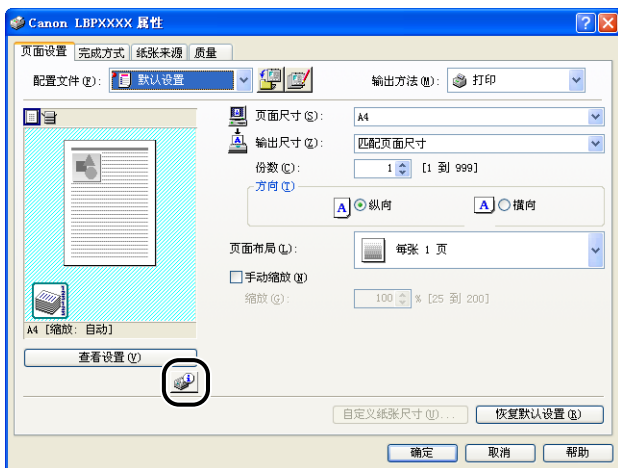 Canon LBPXXXX 属性
页面设置 完成方式 纸张来源 质量
配置文件(F): 默认设置 输出方法(M): 打印
页面尺寸(S): A4
输出尺寸(Z): 匹配页面尺寸
份数(C): 1 [1 到 999]
方向(T)
A 纵向 A 横向
页面布局(L): 每张 1 页
手动缩放(N)
缩放(G): 100 % [25 到 200]
A4 [缩放: 自动]
查看设置(V)
自定义纸张尺寸(U)... 恢复默认设置(R)
确定 取消 帮助